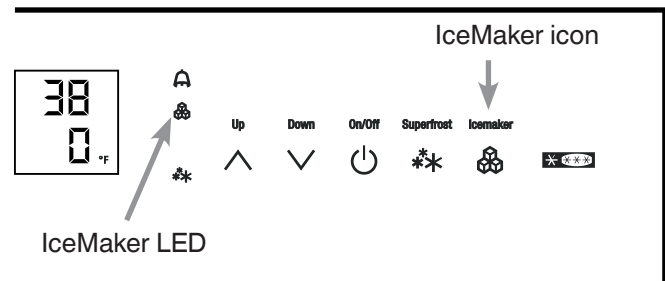 IceMaker icon
38
0 °F
Up Down On/Off Superfrost Icemaker
IceMaker LED